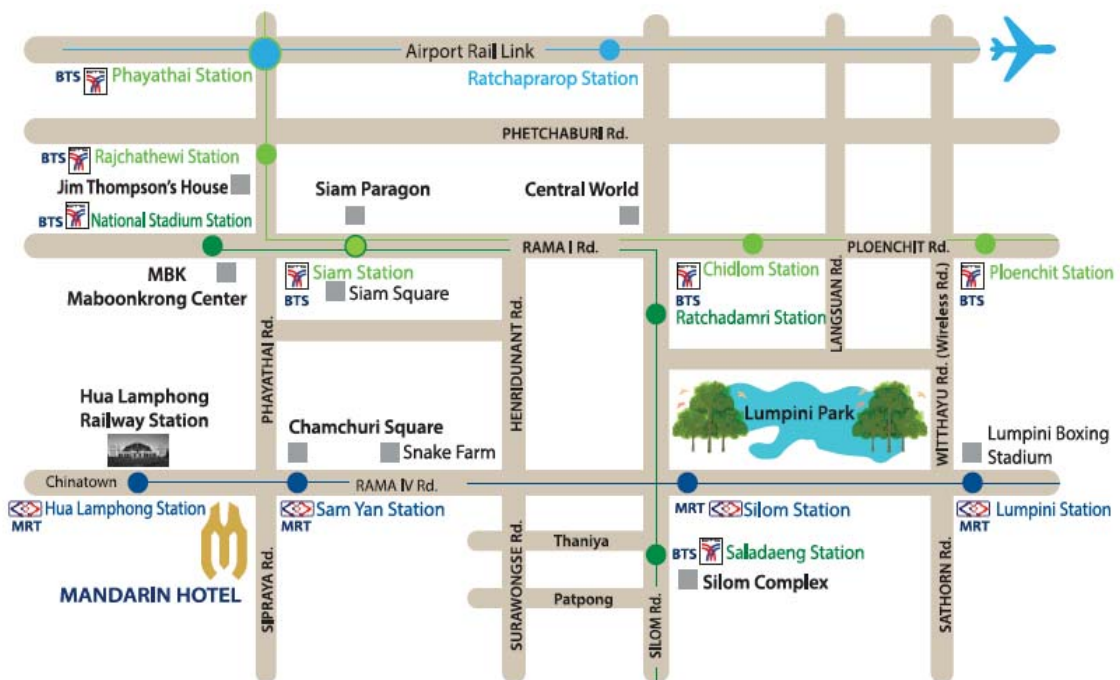 Airport Rail Link
BTS Phayathai Station
Ratchaprarop Station
PHETCHABURI Rd.
BTS Rajchathewi Station
Jim Thompson's House
Siam Paragon
Central World
BTS National Stadium Station
RAMA I Rd.
PLOENCHIT Rd.
MBK
Maboonkrong Center
Siam Station
BTS
Siam Square
Chidlom Station
BTS
Ploenchit Station
BTS
Ratchadamri Station
PHAYATHAI Rd.
HENRIDUNANT Rd.
LANGSUAN Rd.
WITTHAYU Rd. (Wireless Rd.)
Hua Lamphong
Railway Station
Chamchuri Square
Snake Farm
Lumpini Park
Lumpini Boxing
Stadium
Chinatown
RAMA IV Rd.
Hua Lamphong Station
MRT
Sam Yan Station
MRT
MRT Silom Station
Lumpini Station
MRT
MANDARIN HOTEL
SIPRAYA Rd.
SURAWONGSE Rd.
Thaniya
Patpong
SILOM Rd.
BTS Saladaeng Station
Silom Complex
SATHORN Rd.